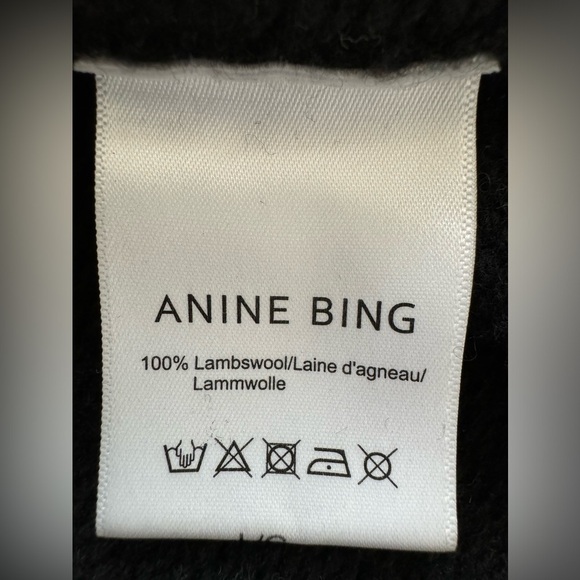 ANINE BING
100% Lambswool/Laine d'agneau/
Lammwolle